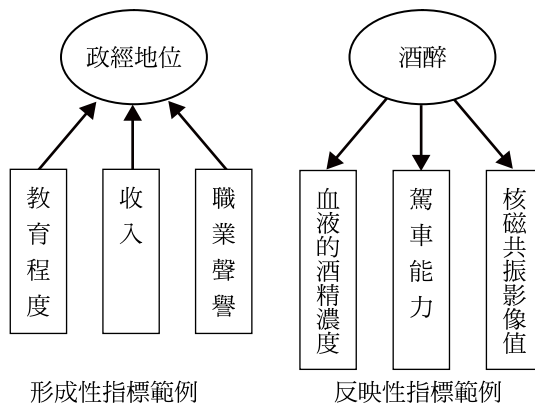 政經地位
教育程度
收入
職業聲譽
形成性指標範例
酒醉
血液的酒精濃度
駕車能力
核磁共振影像值
反映性指標範例